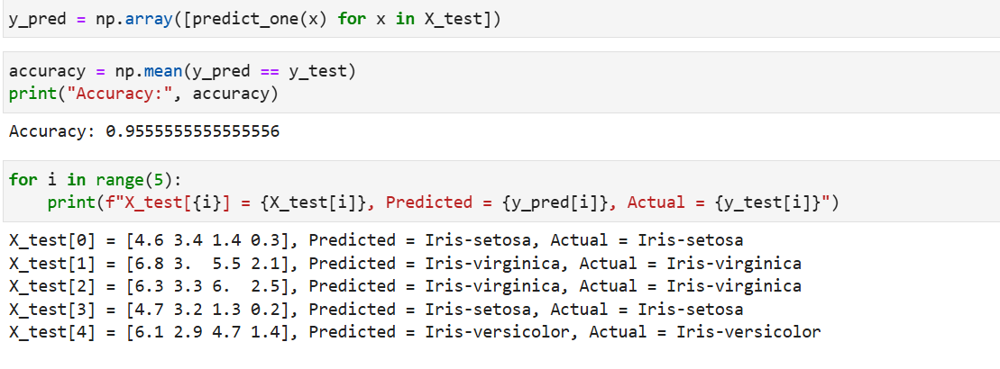 y_pred = np.array([predict_one(x) for x in X_test])
accuracy = np.mean(y_pred == y_test)
print("Accuracy:", accuracy)
Accuracy: 0.9555555555555556
for i in range(5):
    print(f"X_test[{i}] = {X_test[i]}, Predicted = {y_pred[i]}, Actual = {y_test[i]}")
X_test[0] = [4.6 3.4 1.4 0.3], Predicted = Iris-setosa, Actual = Iris-setosa
X_test[1] = [6.8 3.  5.5 2.1], Predicted = Iris-virginica, Actual = Iris-virginica
X_test[2] = [6.3 3.3 6.  2.5], Predicted = Iris-virginica, Actual = Iris-virginica
X_test[3] = [4.7 3.2 1.3 0.2], Predicted = Iris-setosa, Actual = Iris-setosa
X_test[4] = [6.1 2.9 4.7 1.4], Predicted = Iris-versicolor, Actual = Iris-versicolor